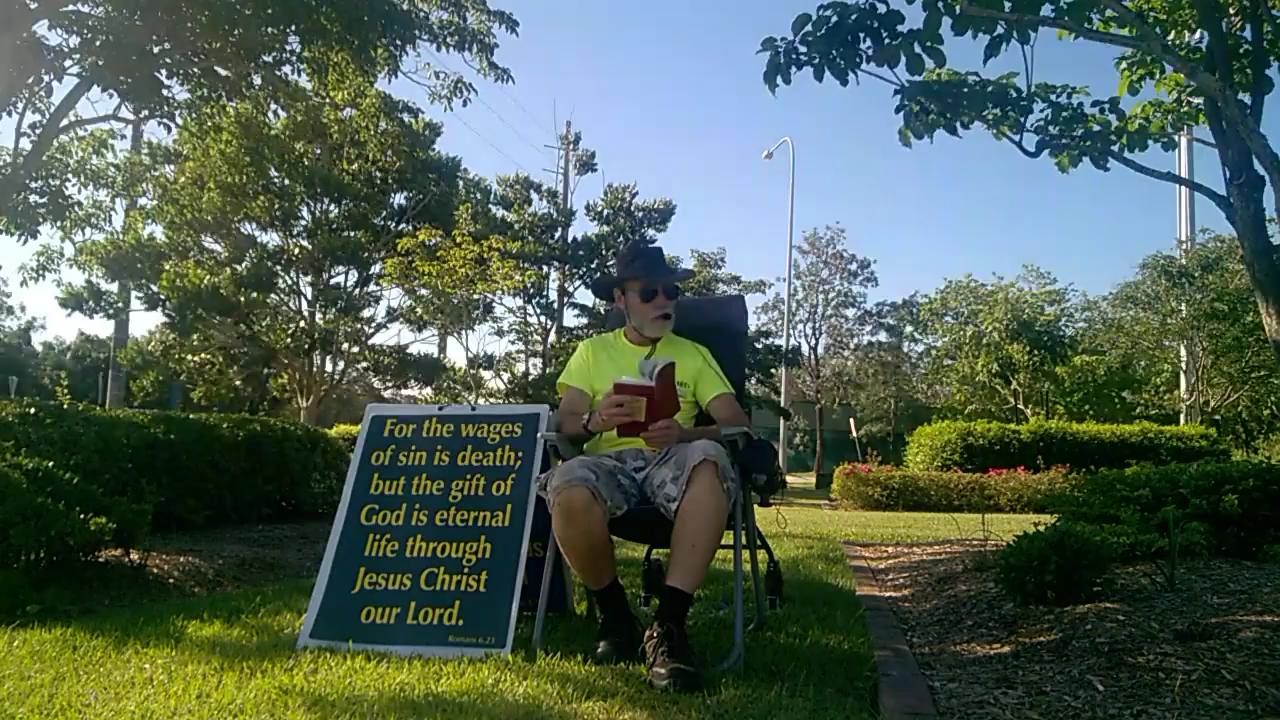 For the wages
of sin is death;
but the gift of
God is eternal
life through
Jesus Christ
our Lord.
Romans 6.23